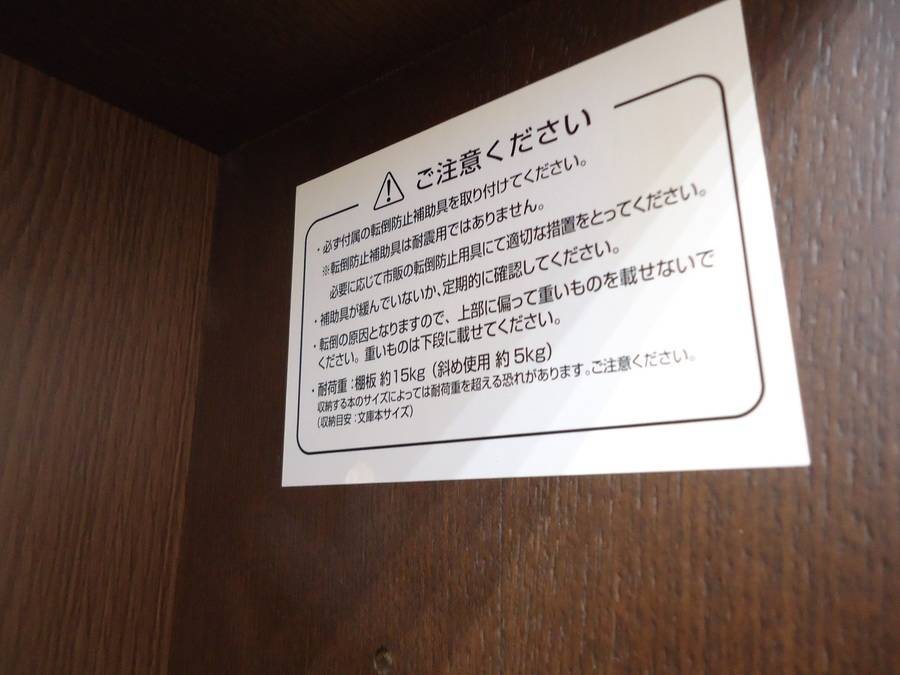 ご注意ください
・必ず付属の転倒防止補助具を取り付けてください。
※転倒防止補助具は耐震用ではありません。
必要に応じて市販の転倒防止用具にて適切な措置をとってください。
・補助具が緩んでいないか、定期的に確認してください。
・転倒の原因となりますので、上部に偏って重いものを載せないで
ください。重いものは下段に載せてください。
・耐荷重：棚板 約15kg（斜め使用 約5kg）
収納する本のサイズによっては耐荷重を超える恐れがあります。ご注意ください。
（収納目安：文庫本サイズ）